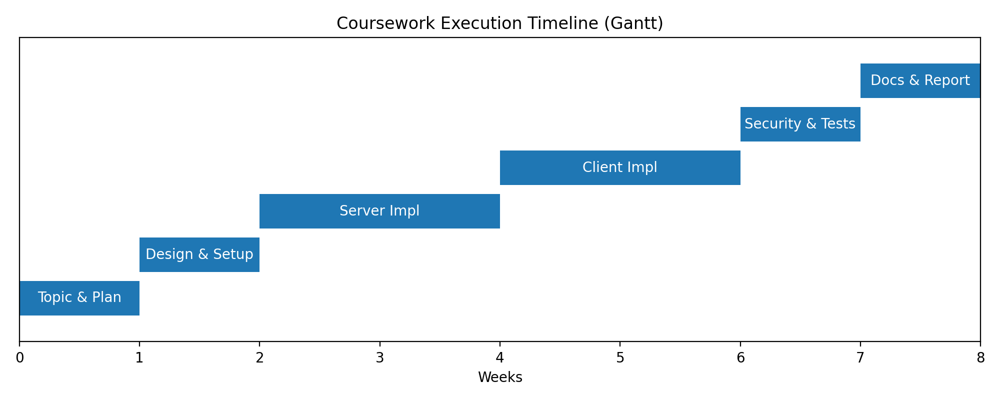 Coursework Execution Timeline (Gantt)
Docs & Report
Security & Tests
Client Impl
Server Impl
Design & Setup
Topic & Plan
0 1 2 3 4 5 6 7 8
Weeks